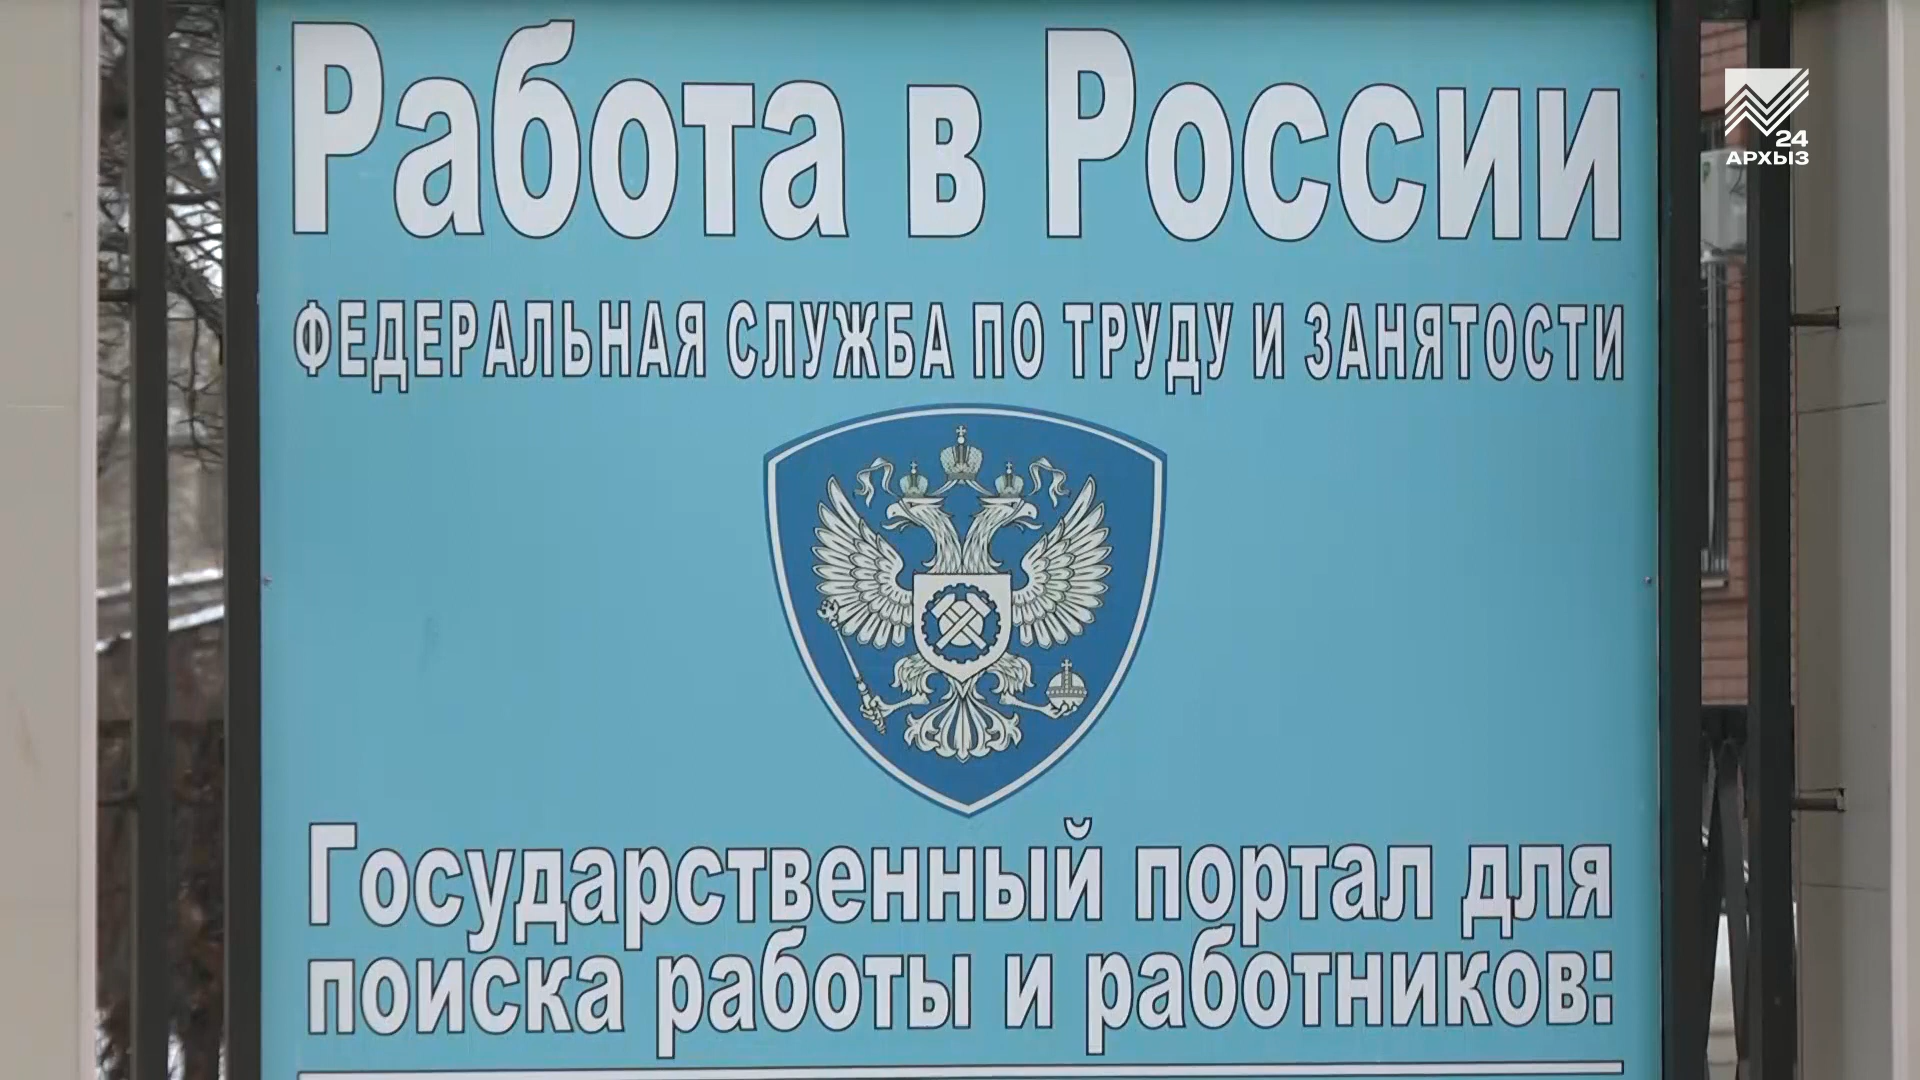 Работа в России
ФЕДЕРАЛЬНАЯ СЛУЖБА ПО ТРУДУ И ЗАНЯТОСТИ
Государственный портал для
поиска работы и работников:
24
АРХЫЗ